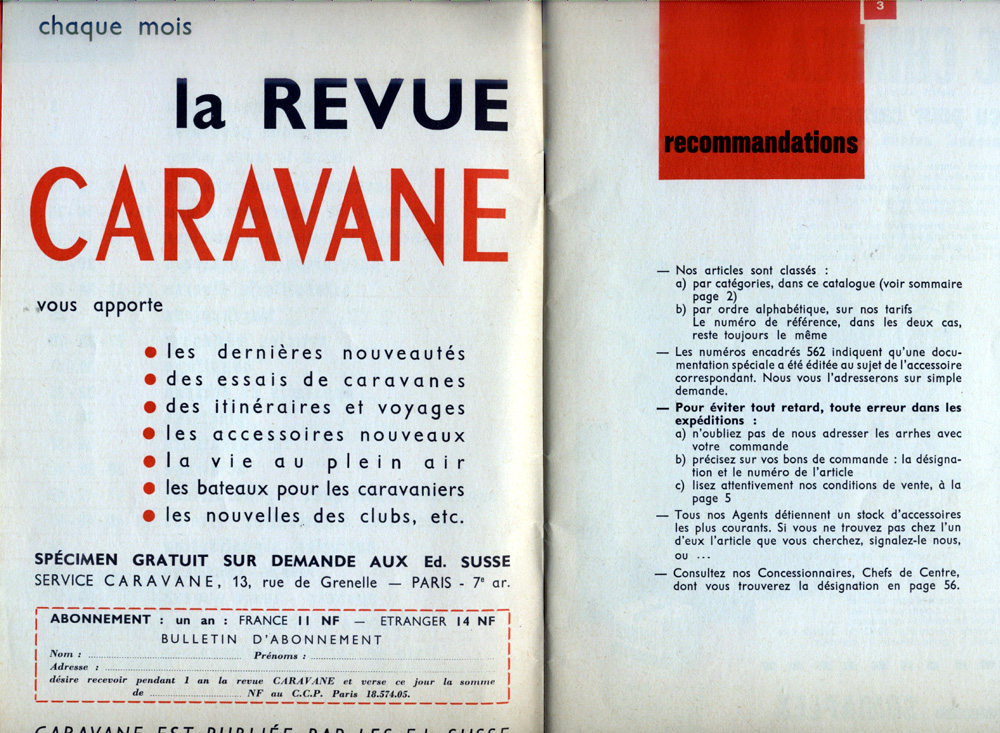 chaque mois
la REVUE
CARAVANE
vous apporte
les dernières nouveautés
des essais de caravanes
des itinéraires et voyages
les accessoires nouveaux
la vie au plein air
les bateaux pour les caravaniers
les nouvelles des clubs, etc.
SPÉCIMEN GRATUIT SUR DEMANDE AUX Ed. SUSSE
SERVICE CARAVANE, 13, rue de Grenelle — PARIS - 7e ar.
ABONNEMENT : un an : FRANCE 11 NF — ETRANGER 14 NF
BULLETIN D'ABONNEMENT
Nom : Prénoms :
Adresse :
désire recevoir pendant 1 an la revue CARAVANE et verse ce jour la somme
de NF au C.C.P. Paris 18.574.05.
CARAVANE EST PUBLIÉE PAR LES Ed. SUSSE
3
recommandations
— Nos articles sont classés :
a) par catégories, dans ce catalogue (voir sommaire
page 2)
b) par ordre alphabétique, sur nos tarifs
Le numéro de référence, dans les deux cas,
reste toujours le même
— Les numéros encadrés 562 indiquent qu'une docu-
mentation spéciale a été éditée au sujet de l'accessoire
correspondant. Nous vous l'adresserons sur simple
demande.
— Pour éviter tout retard, toute erreur dans les
expéditions :
a) n'oubliez pas de nous adresser les arrhes avec
votre commande
b) précisez sur vos bons de commande : la désigna-
tion et le numéro de l'article
c) lisez attentivement nos conditions de vente, à la
page 5
— Tous nos Agents détiennent un stock d'accessoires
les plus courants. Si vous ne trouvez pas chez l'un
d'eux l'article que vous cherchez, signalez-le nous,
ou ...
— Consultez nos Concessionnaires, Chefs de Centre,
dont vous trouverez la désignation en page 56.